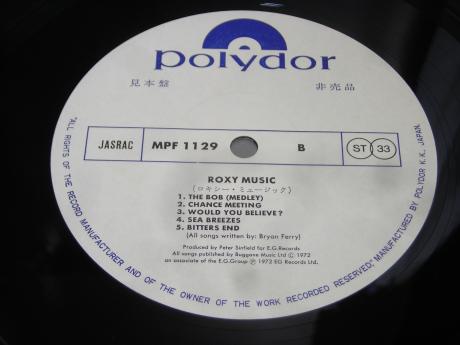 polydor
見本盤 非売品
JASRAC MPF 1129 B ST 33
ROXY MUSIC
(ロキシー・ミュージック)
1. THE BOB (MEDLEY)
2. CHANCE MEETING
3. WOULD YOU BELIEVE?
4. SEA BREEZES
5. BITTERS END
(All songs written by: Bryan Ferry)
Produced by Peter Sinfield for E.G.Records
All songs published by Buggane Music Ltd Ⓒ 1972
an associate of the E.G.Group Ⓟ 1972 EG Records Ltd.
"ALL RIGHTS OF THE RECORD MANUFACTURER AND OF THE OWNER OF THE WORK RECORDED RESERVED" MANUFACTURED BY POLYDOR K.K., JAPAN.